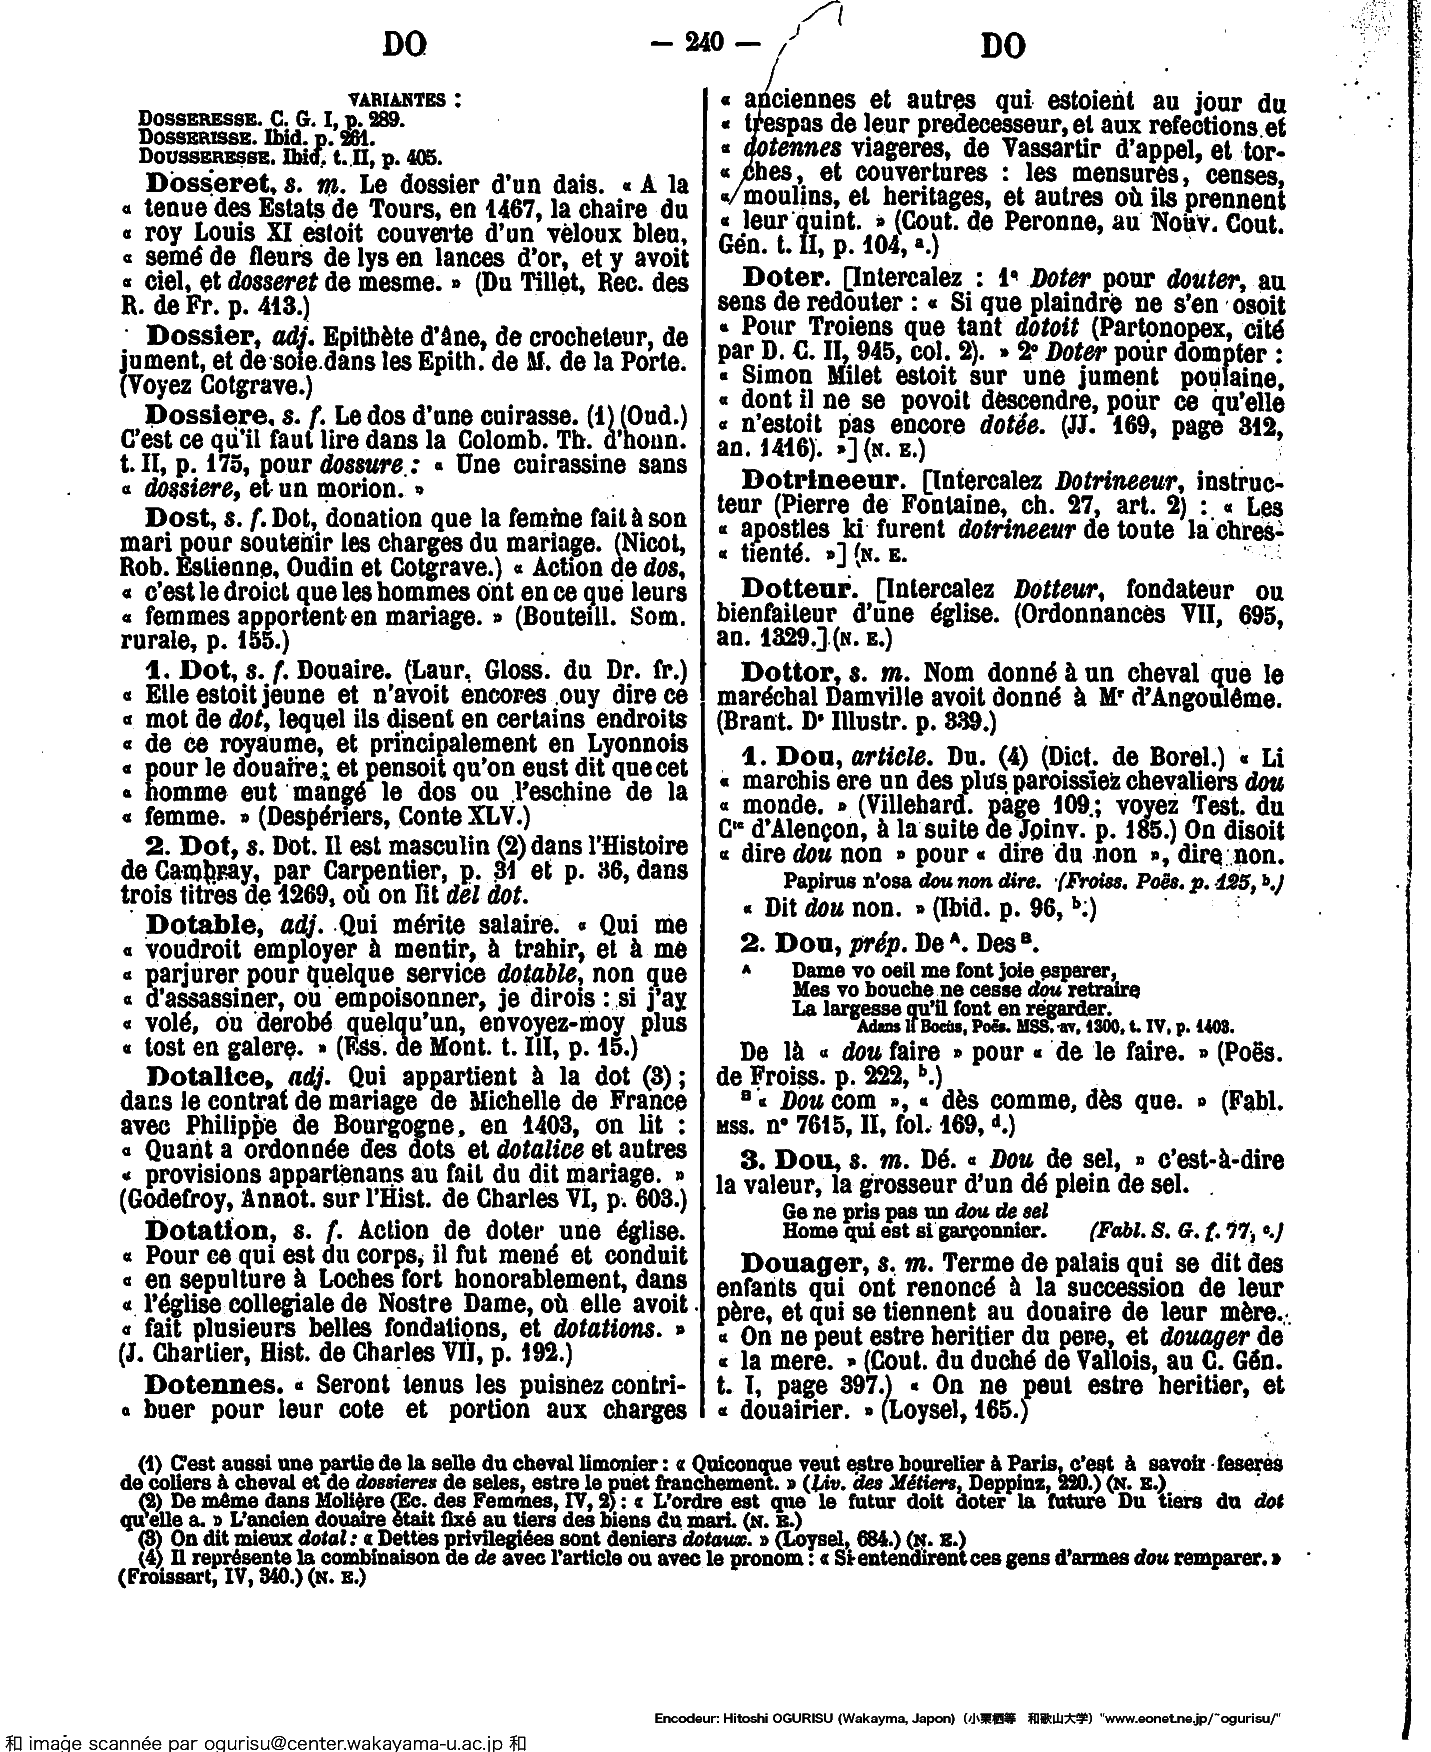 DO — 240 — DO
VARIANTES :
DOSSERESSE. C. G. I, p. 289.
DOSSERISSE. Ibid. p. 261.
DOUSSERESSE. Ibid. t. II, p. 405.
Dosseret, s. m. Le dossier d'un dais. « A la
« tenue des Estats de Tours, en 1467, la chaire du
« roy Louis XI estoit couverte d'un veloux bleu,
« semé de fleurs de lys en lances d'or, et y avoit
« ciel, et dosseret de mesme. » (Du Tillet, Rec. des
R. de Fr. p. 413.)
Dossier, adj. Epithète d'âne, de crocheteur, de
jument, et de soie dans les Epith. de M. de la Porte.
(Voyez Cotgrave.)
Dossiere, s. f. Le dos d'une cuirasse. (1) (Oud.)
C'est ce qu'il faut lire dans la Colomb. Th. d'honn.
t. II, p. 175, pour dossure : « Une cuirassine sans
« dossiere, et un morion. »
Dost, s. f. Dot, donation que la femme fait à son
mari pour soutenir les charges du mariage. (Nicot,
Rob. Estienne, Oudin et Cotgrave.) « Action de dos,
« c'est le droict que les hommes ont en ce que leurs
« femmes apportent en mariage. » (Bouteill. Som.
rurale, p. 155.)
1. Dot, s. f. Douaire. (Laur. Gloss. du Dr. fr.)
« Elle estoit jeune et n'avoit encores ouy dire ce
« mot de dot, lequel ils disent en certains endroits
« de ce royaume, et principalement en Lyonnois
« pour le douaire ; et pensoit qu'on eust dit que cet
« homme eut mangé le dos ou l'eschine de la
« femme. » (Despériers, Conte XLV.)
2. Dot, s. Dot. Il est masculin (2) dans l'Histoire
de Cambray, par Carpentier, p. 31 et p. 36, dans
trois titres de 1269, où on lit del dot.
Dotable, adj. Qui mérite salaire. « Qui me
« voudroit employer à mentir, à trahir, et à me
« parjurer pour quelque service dotable, non que
« d'assassiner, ou empoisonner, je dirois : si j'ay
« volé, ou derobé quelqu'un, envoyez-moy plus
« tost en galere. » (Ess. de Mont. t. III, p. 15.)
Dotalice, adj. Qui appartient à la dot (3) ;
dans le contrat de mariage de Michelle de France
avec Philippe de Bourgogne, en 1403, on lit :
« Quant a ordonnée des dots et dotalice et autres
« provisions appartenans au fait du dit mariage. »
(Godefroy, Annot. sur l'Hist. de Charles VI, p. 603.)
Dotation, s. f. Action de doter une église.
« Pour ce qui est du corps, il fut mené et conduit
« en sepulture à Loches fort honorablement, dans
« l'église collegiale de Nostre Dame, où elle avoit
« fait plusieurs belles fondations, et dotations. »
(J. Chartier, Hist. de Charles VII, p. 192.)
Dotennes. « Seront tenus les puisnez contri-
« buer pour leur cote et portion aux charges
« anciennes et autres qui estoient au jour du
« trespas de leur predecesseur, et aux refections et
« dotennes viageres, de Vassartir d'appel, et tor-
« ches, et couvertures : les mensures, censes,
« moulins, et heritages, et autres où ils prennent
« leur quint. » (Cout. de Peronne, au Nouv. Cout.
Gén. t. II, p. 104, a.)
Doter. [Intercalez : 1° Doter pour douter, au
sens de redouter : « Si que plaindre ne s'en osoit
« Pour Troiens que tant dotoit (Partonopex, cité
par D. C. II, 945, col. 2). » 2° Doter pour dompter :
« Simon Milet estoit sur une jument poulaine,
« dont il ne se povoit descendre, pour ce qu'elle
« n'estoit pas encore dotée. (JJ. 169, page 312,
an. 1416). »] (N. E.)
Dotrineeur. [Intercalez Dotrineeur, instruc-
teur (Pierre de Fontaine, ch. 27, art. 2) : « Les
« apostles ki furent dotrineeur de toute la chres-
« tienté. »] (N. E.
Dotteur. [Intercalez Dotteur, fondateur ou
bienfaiteur d'une église. (Ordonnances VII, 695,
an. 1329.] (N. E.)
Dottor, s. m. Nom donné à un cheval que le
maréchal Damville avoit donné à Mr d'Angoulême.
(Brant. Ds Illustr. p. 339.)
1. Dou, article. Du. (4) (Dict. de Borel.) « Li
« marchis ere un des plus paroissiez chevaliers dou
« monde. » (Villehard. page 109 ; voyez Test. du
Cte d'Alençon, à la suite de Joinv. p. 185.) On disoit
« dire dou non » pour « dire du non », dire non.
Papirus n'osa dou non dire. (Froiss. Poës. p. 125, b.)
« Dit dou non. » (Ibid. p. 96, b.)
2. Dou, prép. De A. Des B.
A Dame vo oeil me font joie esperer,
Mes vo bouche ne cesse dou retraire
La largesse qu'il font en regarder.
Adans li Bocus, Poës. MSS. av. 1300, t. IV, p. 1403.
De là « dou faire » pour « de le faire. » (Poës.
de Froiss. p. 222, b.)
B « Dou com », « dès comme, dès que. » (Fabl.
MSS. n° 7615, II, fol. 169, d.)
3. Dou, s. m. Dé. « Dou de sel, » c'est-à-dire
la valeur, la grosseur d'un dé plein de sel.
Ge ne pris pas un dou de sel
Home qui est si garçonnier. (Fabl. S. G. f. 77, c.)
Douager, s. m. Terme de palais qui se dit des
enfants qui ont renoncé à la succession de leur
père, et qui se tiennent au douaire de leur mère.
« On ne peut estre heritier du pere, et douager de
« la mere. » (Cout. du duché de Vallois, au C. Gén.
t. I, page 397.) « On ne peut estre heritier, et
« douairier. » (Loysel, 165.)
(1) C'est aussi une partie de la selle du cheval limonier : « Quiconque veut estre bourelier à Paris, c'est à savoir feseres
de coliers à cheval et de dossieres de seles, estre le puet franchement. » (Liv. des Métiers, Deppinz, 220.) (N. E.)
(2) De même dans Molière (Ec. des Femmes, IV, 2) : « L'ordre est que le futur doit doter la future Du tiers du dot
qu'elle a. » L'ancien douaire était fixé au tiers des biens du mari. (N. E.)
(3) On dit mieux dotal : « Dettes privilegiées sont deniers dotaux. » (Loysel, 684.) (N. E.)
(4) Il représente la combinaison de de avec l'article ou avec le pronom : « Si entendirent ces gens d'armes dou remparer. »
(Froissart, IV, 340.) (N. E.)
Encodeur: Hitoshi OGURISU (Wakayma, Japon) (小栗栖等 和歌山大学) "www.eonet.ne.jp/~ogurisu/"
和 image scannée par ogurisu@center.wakayama-u.ac.jp 和